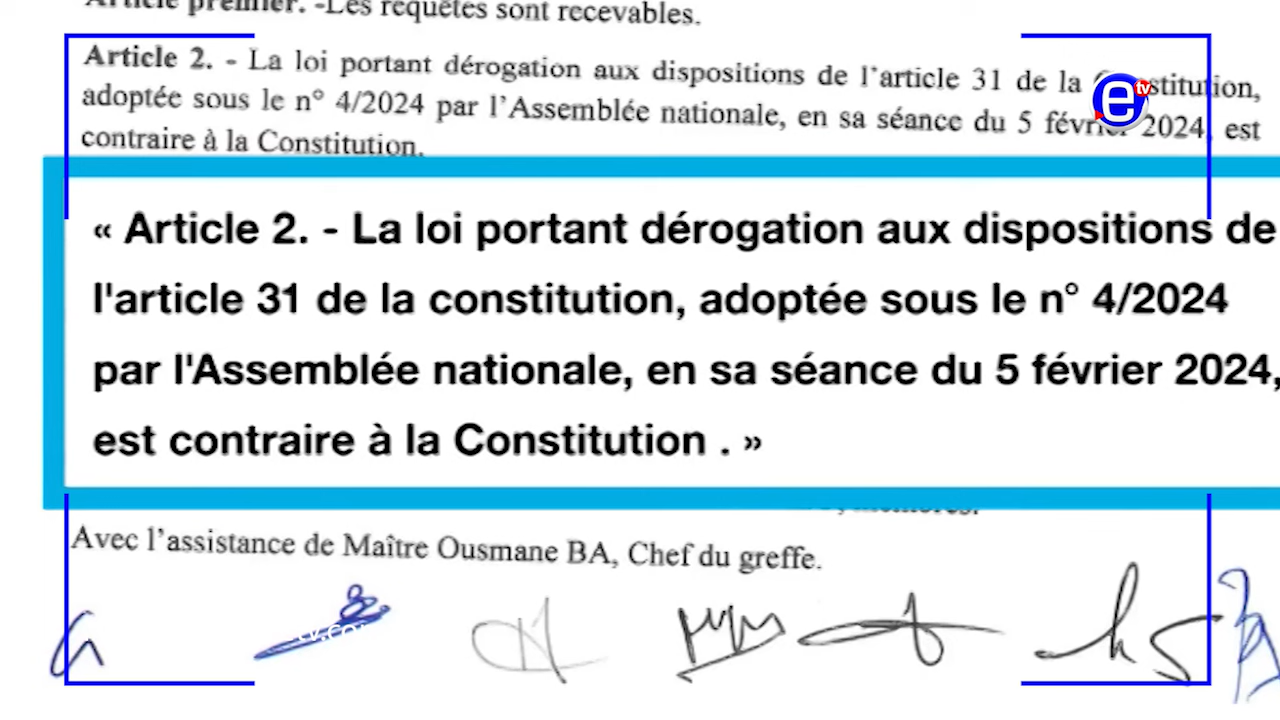 Article premier. -Les requêtes sont recevables.
Article 2. - La loi portant dérogation aux dispositions de l'article 31 de la Constitution,
adoptée sous le n° 4/2024 par l'Assemblée nationale, en sa séance du 5 février 2024, est
contraire à la Constitution.
e tv
« Article 2. - La loi portant dérogation aux dispositions de
l'article 31 de la constitution, adoptée sous le n° 4/2024
par l'Assemblée nationale, en sa séance du 5 février 2024,
est contraire à la Constitution . »
membres.
Avec l'assistance de Maître Ousmane BA, Chef du greffe.